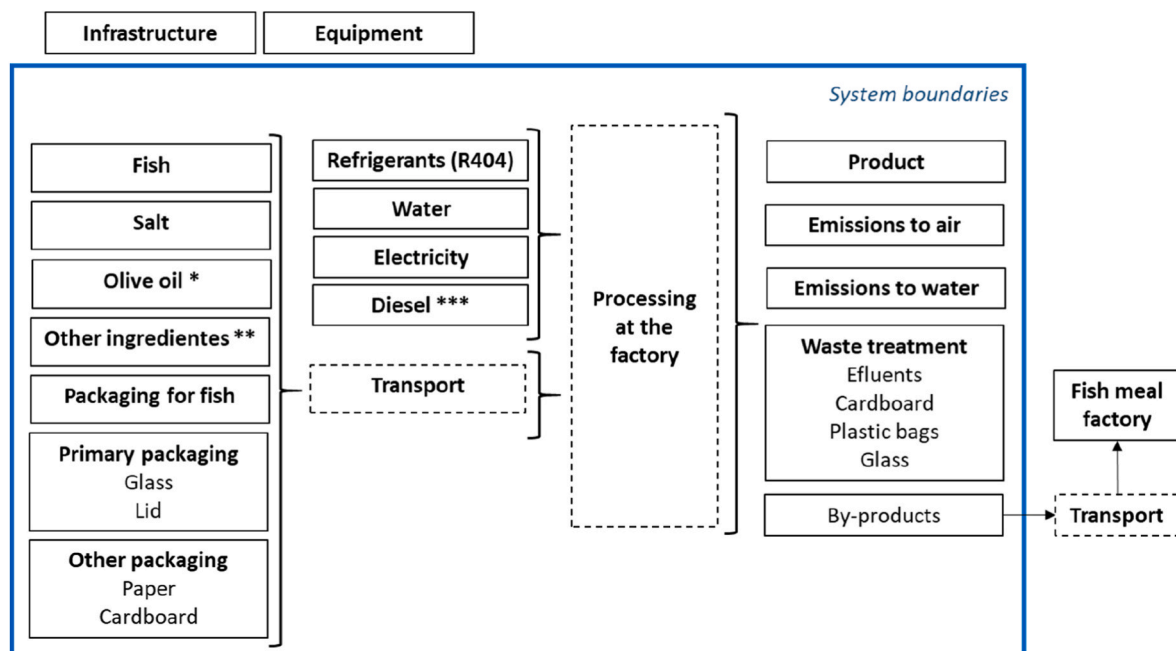 Infrastructure
Equipment
System boundaries
Fish
Salt
Olive oil *
Other ingredientes **
Packaging for fish
Primary packaging
Glass
Lid
Other packaging
Paper
Cardboard
Refrigerants (R404)
Water
Electricity
Diesel ***
Transport
Processing
at the
factory
Product
Emissions to air
Emissions to water
Waste treatment
Efluents
Cardboard
Plastic bags
Glass
By-products
Fish meal
factory
Transport